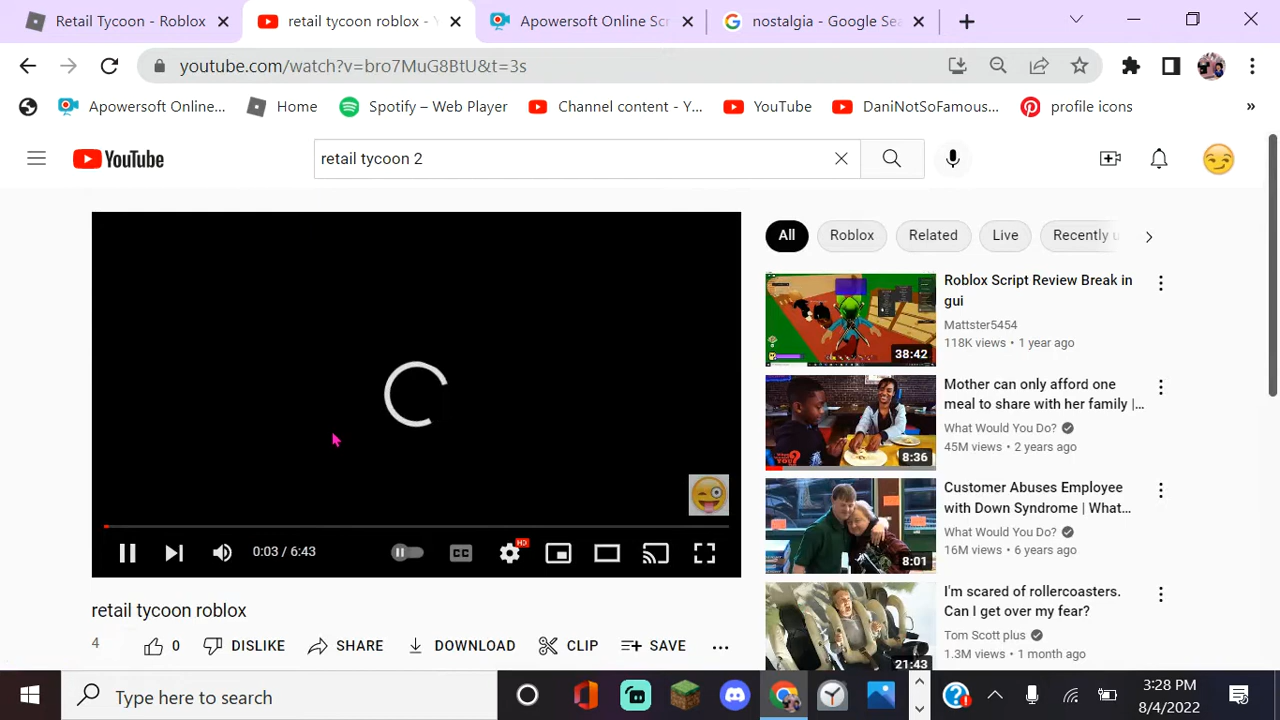 Retail Tycoon - Roblox
retail tycoon roblox - Y
Apowersoft Online Scr
nostalgia - Google Sea
youtube.com/watch?v=bro7MuG8BtU&t=3s
Apowersoft Online...
Home
Spotify – Web Player
Channel content - Y...
YouTube
DaniNotSoFamous...
profile icons
»
YouTube
retail tycoon 2
All
Roblox
Related
Live
Recently u
Roblox Script Review Break in
gui
Mattster5454
118K views • 1 year ago
38:42
Mother can only afford one
meal to share with her family |...
What Would You Do?
45M views • 2 years ago
8:36
Customer Abuses Employee
with Down Syndrome | What...
What Would You Do?
16M views • 6 years ago
8:01
I'm scared of rollercoasters.
Can I get over my fear?
Tom Scott plus
1.3M views • 1 month ago
21:43
0:03 / 6:43
CC
HD
retail tycoon roblox
4
0
DISLIKE
SHARE
DOWNLOAD
CLIP
SAVE
Type here to search
3:28 PM
8/4/2022